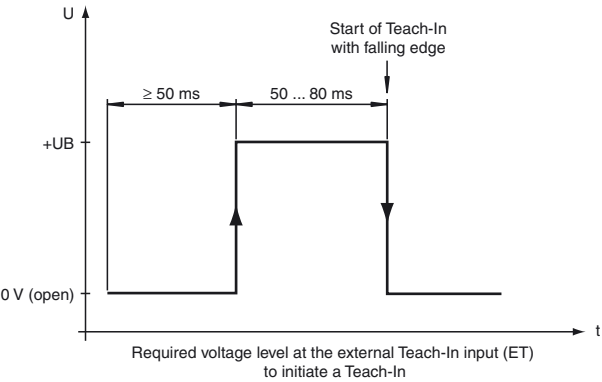 U
Start of Teach-In
with falling edge
≥ 50 ms
50 ... 80 ms
+UB
0 V (open)
t
Required voltage level at the external Teach-In input (ET)
to initiate a Teach-In